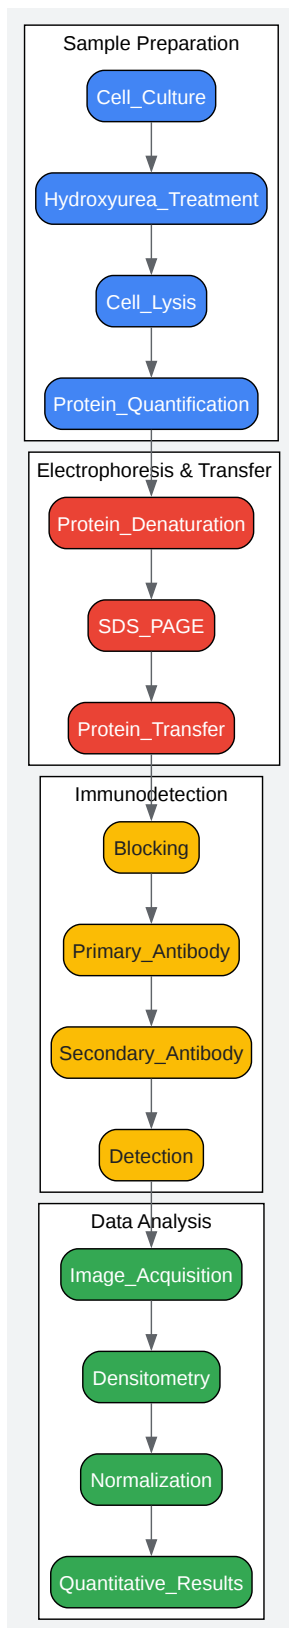 Sample Preparation
Cell_Culture
Hydroxyurea_Treatment
Cell_Lysis
Protein_Quantification
Electrophoresis & Transfer
Protein_Denaturation
SDS_PAGE
Protein_Transfer
Immunodetection
Blocking
Primary_Antibody
Secondary_Antibody
Detection
Data Analysis
Image_Acquisition
Densitometry
Normalization
Quantitative_Results